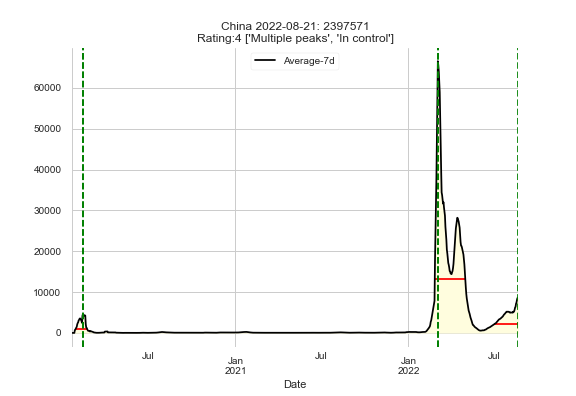 China 2022-08-21: 2397571
Rating:4 ['Multiple peaks', 'In control']
Average-7d
60000
50000
40000
30000
20000
10000
0
Jul
Jan
2021
Jul
Jan
2022
Jul
Date